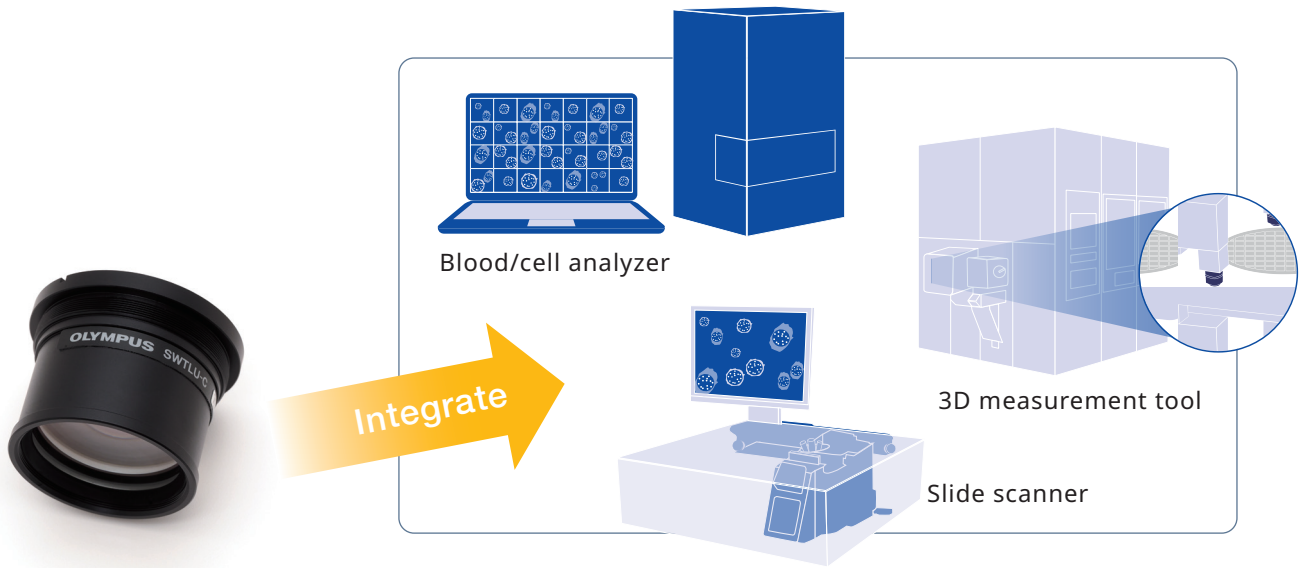 OLYMPUS SWTLU-C
Integrate
Blood/cell analyzer
3D measurement tool
Slide scanner